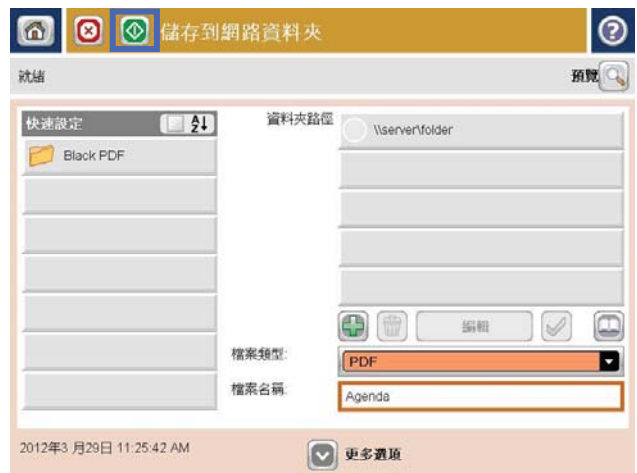 儲存到網路資料夾
就緒
預覽
快速設定
資料夾路徑
\\server\folder
Black PDF
編輯
檔案類型:
PDF
檔案名稱:
Agenda
2012年3 月29日 11:25:42 AM
更多選項